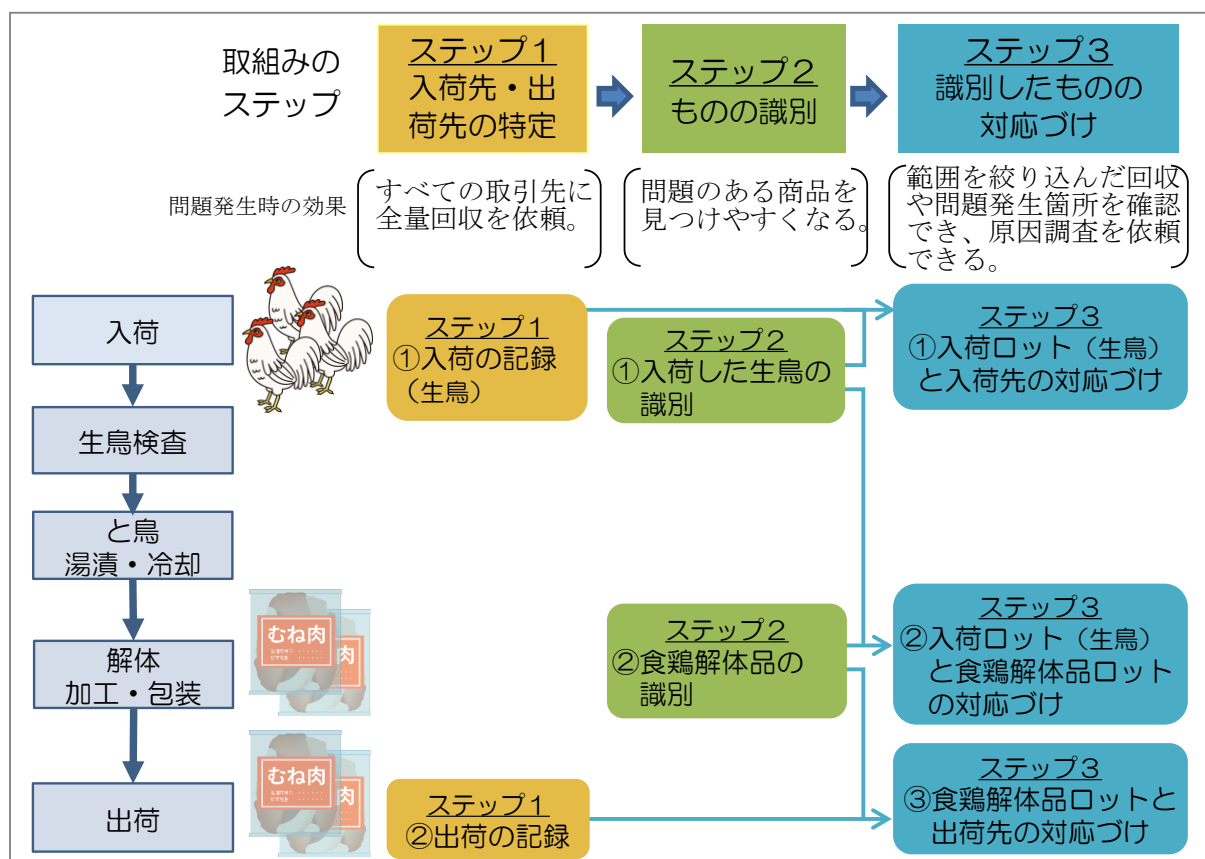 取組みの
ステップ
ステップ1
入荷先・出
荷先の特定
ステップ2
ものの識別
ステップ3
識別したものの
対応づけ
問題発生時の効果
すべての取引先に
全量回収を依頼。
問題のある商品を
見つけやすくなる。
範囲を絞り込んだ回収
や問題発生箇所を確認
でき、原因調査を依頼
できる。
入荷
ステップ1
①入荷の記録
（生鳥）
ステップ2
①入荷した生鳥の
識別
ステップ3
①入荷ロット（生鳥）
と入荷先の対応づけ
生鳥検査
と鳥
湯漬・冷却
解体
加工・包装
むね肉
肉
ステップ2
②食鶏解体品の
識別
ステップ3
②入荷ロット（生鳥）
と食鶏解体品ロット
の対応づけ
出荷
むね肉
肉
ステップ1
②出荷の記録
ステップ3
③食鶏解体品ロットと
出荷先の対応づけ